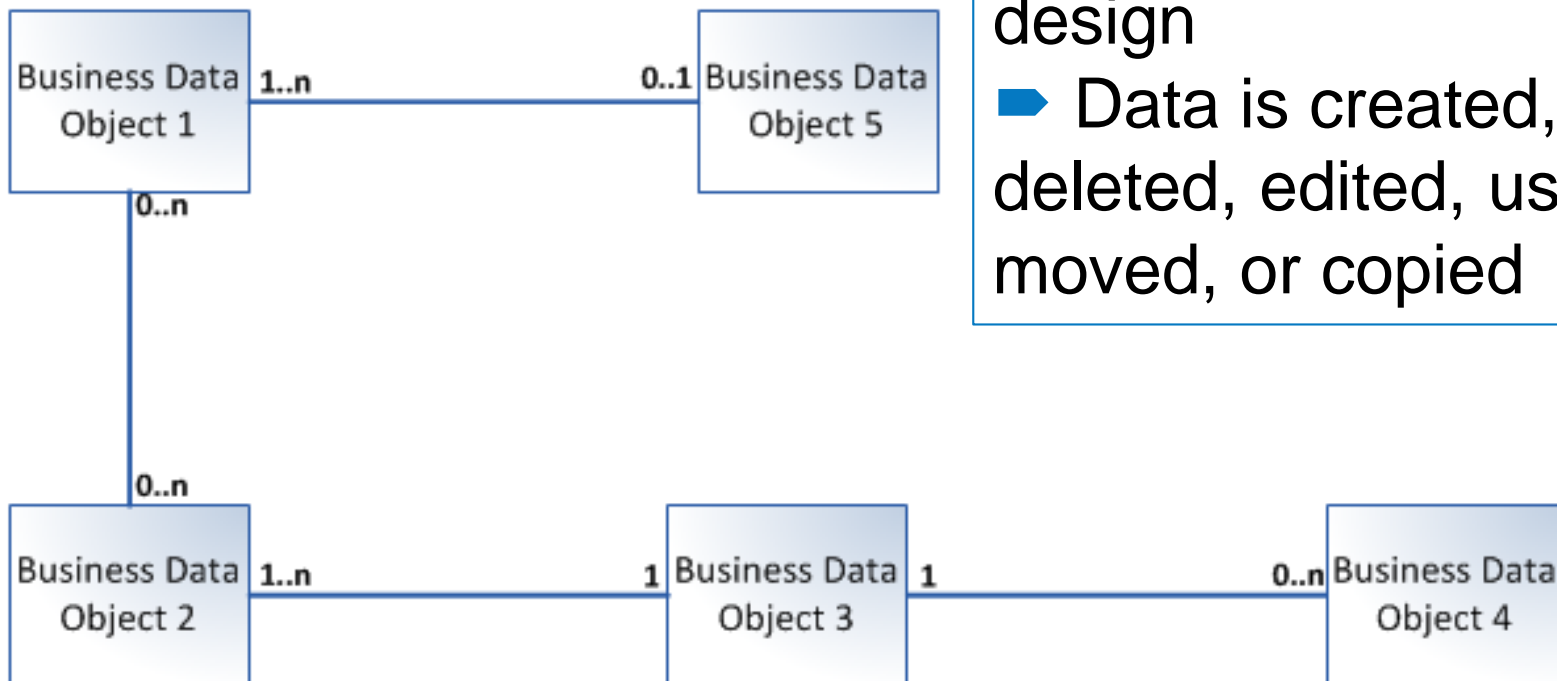 design
Data is created,
deleted, edited,
moved, or copied
Business Data
Object 1
1..n
0..1
Business Data
Object 5
0..n
0..n
Business Data
Object 2
1..n
1
Business Data
Object 3
1
0..n
Business Data
Object 4